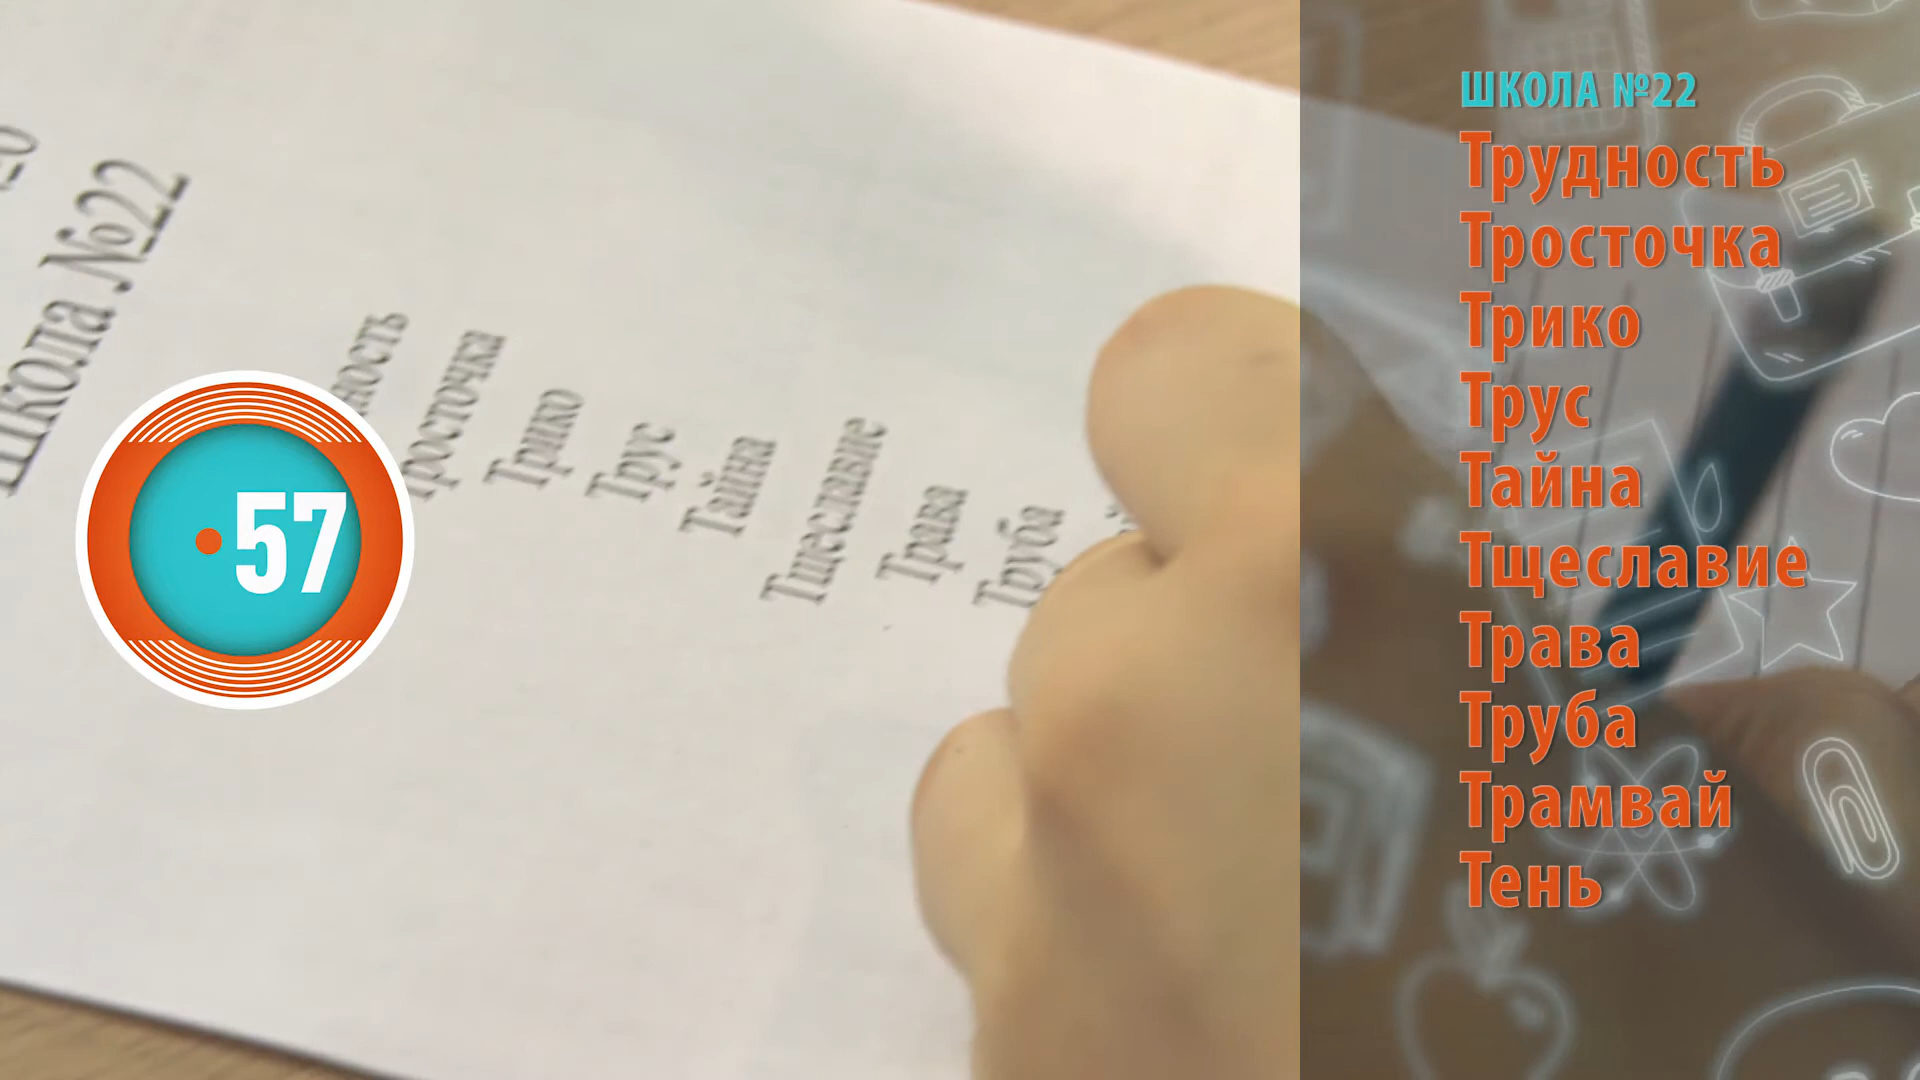 Школа №22
Тросточка
Трико
Трус
Тайна
Тщеславие
Трава
Труба
57
ШКОЛА №22
Трудность
Тросточка
Трико
Трус
Тайна
Тщеславие
Трава
Труба
Трамвай
Тень